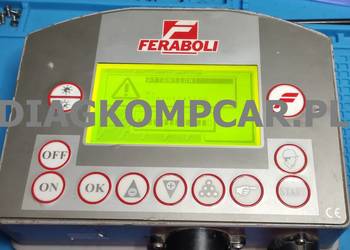 FERABOLI
DIAGKOMPCAR.PL
OFF
ON
OK
START
CE